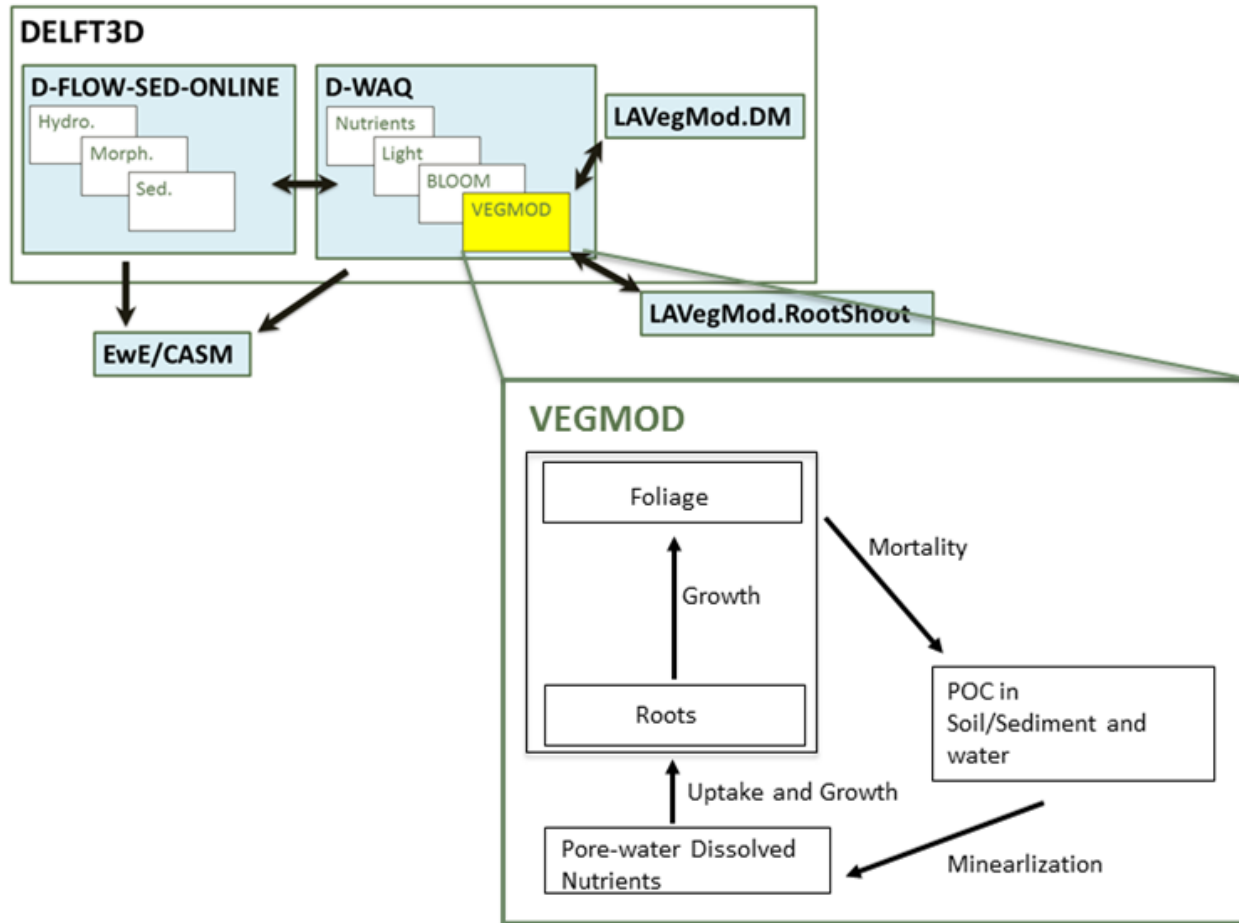 DELFT3D
D-FLOW-SED-ONLINE
Hydro.
Morph.
Sed.
D-WAQ
Nutrients
Light
BLOOM
VEGMOD
LAVegMod.DM
LAVegMod.RootShoot
EwE/CASM
VEGMOD
Foliage
Mortality
Growth
Roots
POC in
Soil/Sediment and
water
Uptake and Growth
Pore-water Dissolved
Nutrients
Minearlization